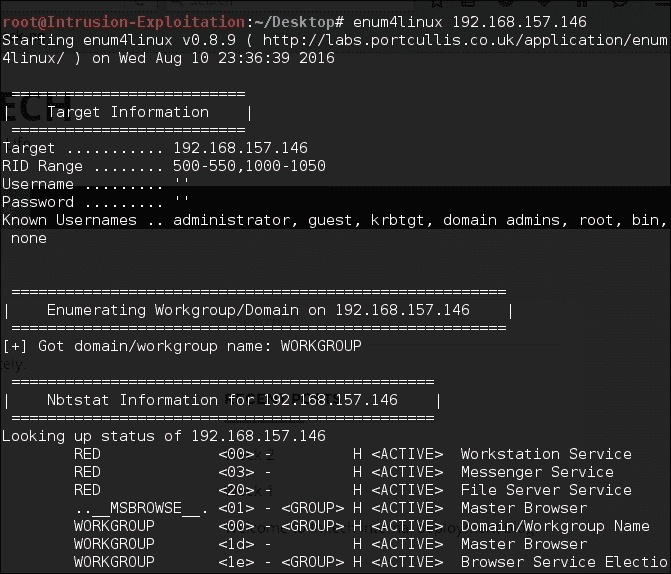 root@Intrusion-Exploitation:~/Desktop# enum4linux 192.168.157.146
Starting enum4linux v0.8.9 ( http://labs.portcullis.co.uk/application/enum
4linux/ ) on Wed Aug 10 23:36:39 2016
==========================
| Target Information |
==========================
Target ........... 192.168.157.146
RID Range ........ 500-550,1000-1050
Username ......... ''
Password ......... ''
Known Usernames .. administrator, guest, krbtgt, domain admins, root, bin,
none
=======================================================
| Enumerating Workgroup/Domain on 192.168.157.146 |
=======================================================
[+] Got domain/workgroup name: WORKGROUP
===============================================
| Nbtstat Information for 192.168.157.146 |
===============================================
Looking up status of 192.168.157.146
RED <00> - H <ACTIVE> Workstation Service
RED <03> - H <ACTIVE> Messenger Service
RED <20> - H <ACTIVE> File Server Service
..__MSBROWSE__. <01> - <GROUP> H <ACTIVE> Master Browser
WORKGROUP <00> - <GROUP> H <ACTIVE> Domain/Workgroup Name
WORKGROUP <1d> - H <ACTIVE> Master Browser
WORKGROUP <1e> - <GROUP> H <ACTIVE> Browser Service Electio